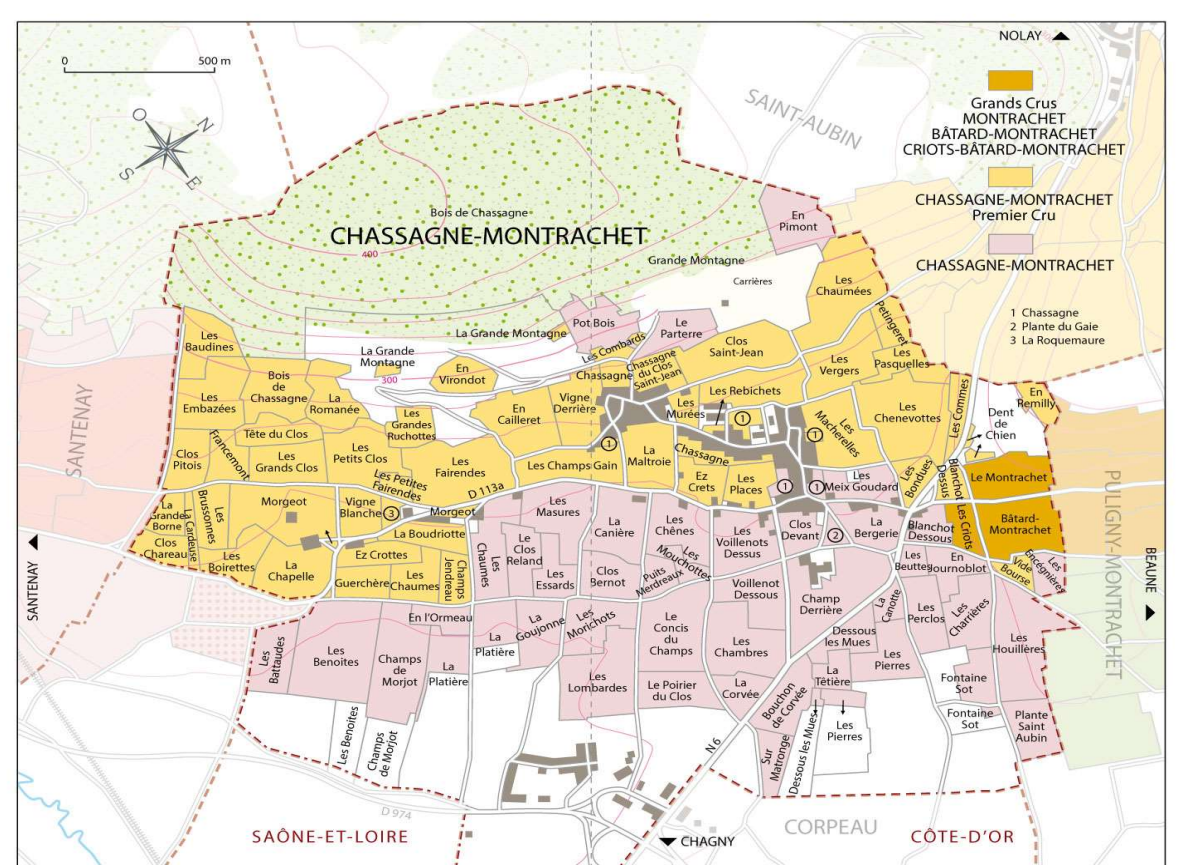 NOLAY
0
500 m
O
N
S
E
SAINT-AUBIN
Grands Crus
MONTRACHET
BÂTARD-MONTRACHET
CRIOTS-BÂTARD-MONTRACHET
CHASSAGNE-MONTRACHET
Premier Cru
CHASSAGNE-MONTRACHET
1 Chassagne
2 Plante du Gaie
3 La Roquemaure
Bois de Chassagne
CHASSAGNE-MONTRACHET
400
En
Pimont
Grande Montagne
Carrières
Les
Chaumées
Petingeret
Les
Baudines
La Grande Montagne
Pot Bois
Le
Parterre
La Grande
Montagne
300
Les Combards
Clos
Saint-Jean
Chassagne
du Clos
Saint-Jean
Les
Vergers
Les
Pasquelles
Bois
de
Chassagne
La
Romanée
En
Virondot
Chassagne
Les Rebichets
Les
Embazées
Les
Grandes
Ruchottes
En
Cailleret
Vigne
Derrière
Les
Murées
1
1
Les
Macherelles
Les
Chenevottes
Les Commes
Dent
de
Chien
En
Remilly
SANTENAY
Clos
Pitois
Francemont
Tête du Clos
Les
Grands Clos
Les
Petits Clos
Les Petites
Fairendes
Les
Fairendes
1
Les Champs Gain
La
Maltroie
Chassagne
Ez
Crets
Les
Places
1
1
Les
Meix Goudard
Les
Bondues
Blanchot
Dessus
Le Montrachet
D 113a
La
Grande
Borne
La Cardeuse
Les
Brussonnes
Morgeot
Vigne
Blanche
3
Morgeot
Les
Masures
La
Canière
Les
Chênes
Les
Voillenots
Dessus
Clos
Devant
2
La
Bergerie
Blanchot
Dessous
Les Criots
Bâtard-
Montrachet
PULIGNY-MONTRACHET
Clos
Chareau
Les
Boirettes
La
Chapelle
La Boudriotte
Ez Crottes
Guerchère
Les
Chaumes
Champs
Jendreau
Les
Chaumes
Le
Clos
Reland
Les
Essards
Clos
Bernot
Puits
Merdreaux
Les
Mouchottes
Voillenot
Dessous
Champ
Derrière
Les
Beuttes
En
Journoblot
Vide
Bourse
Les
Encégnières
SANTENAY
BEAUNE
En l'Ormeau
La
Platière
La
Goujonne
Les
Morichots
Le
Concis
du
Champs
Les
Chambres
Dessous
les Mues
La
Canotte
Les
Perclos
Les
Charrières
Les
Houillères
Les
Battaudes
Les
Benoites
Champs
de
Morjot
La
Platière
Les
Lombardes
Le Poirier
du Clos
La
Corvée
Bouchon
de Corvée
La
Têtière
Les
Pierres
Fontaine
Sot
Fontaine
Sot
Plante
Saint
Aubin
Les Benoites
Champs
de Morjot
N 6
Sur
Matronge
Dessous les Mues
Les
Pierres
D 974
SAÔNE-ET-LOIRE
CHAGNY
CORPEAU
CÔTE-D'OR